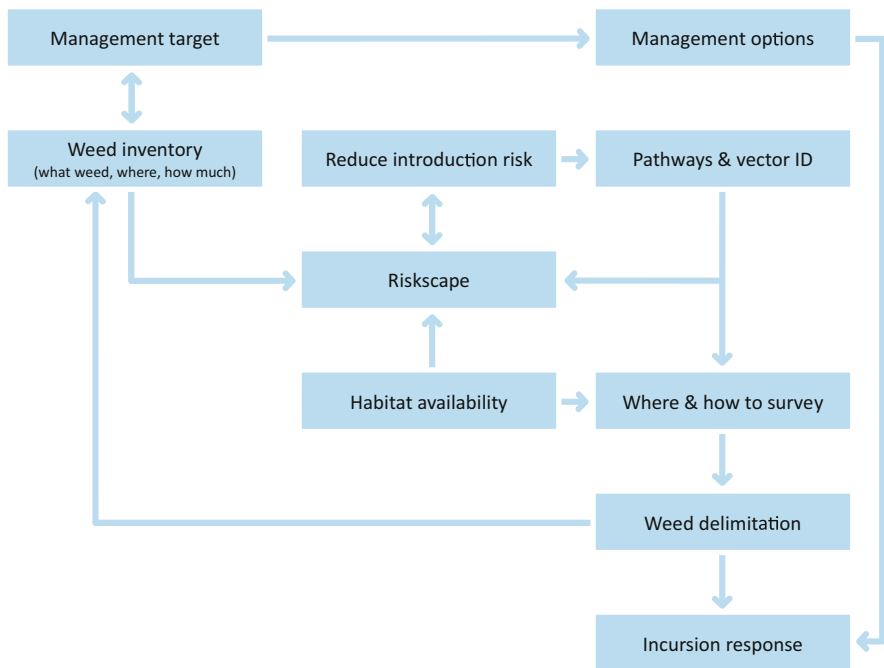 Management target
Management options
Weed inventory
(what weed, where, how much)
Reduce introduction risk
Pathways & vector ID
Riskscape
Habitat availability
Where & how to survey
Weed delimitation
Incursion response